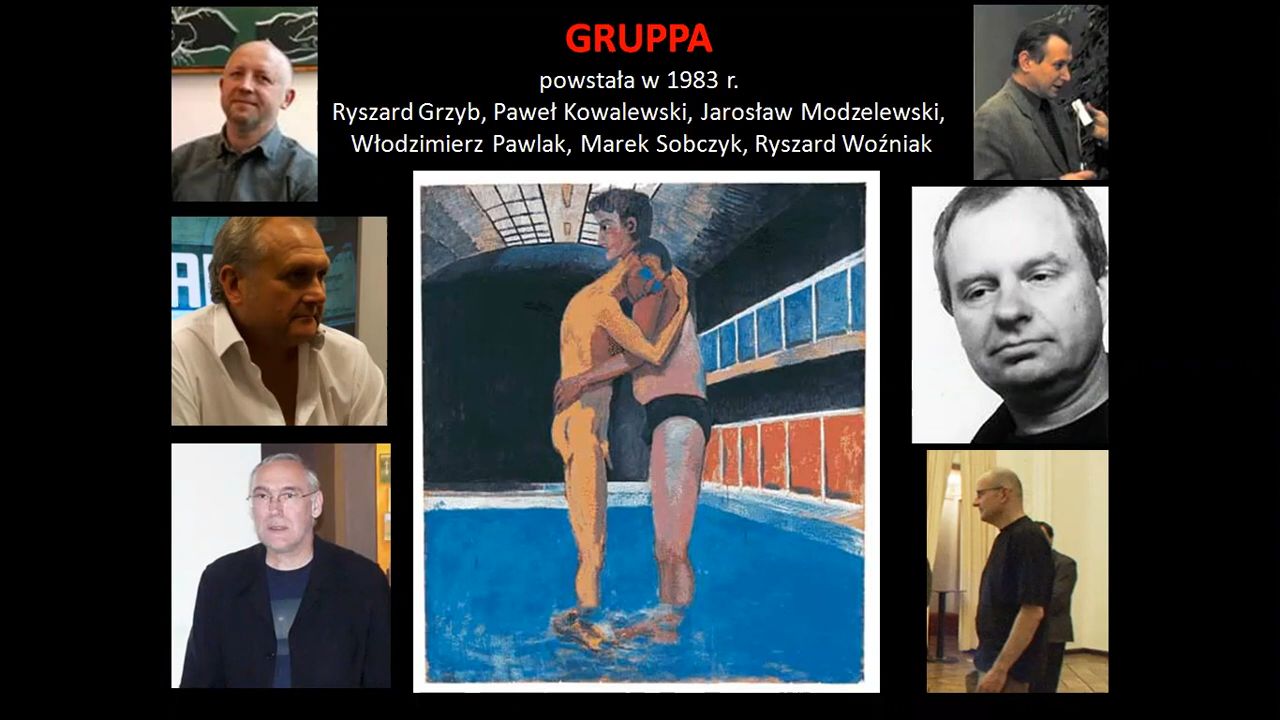 GRUPPA
powstała w 1983 r.
Ryszard Grzyb, Paweł Kowalewski, Jarosław Modzelewski,
Włodzimierz Pawlak, Marek Sobczyk, Ryszard Woźniak